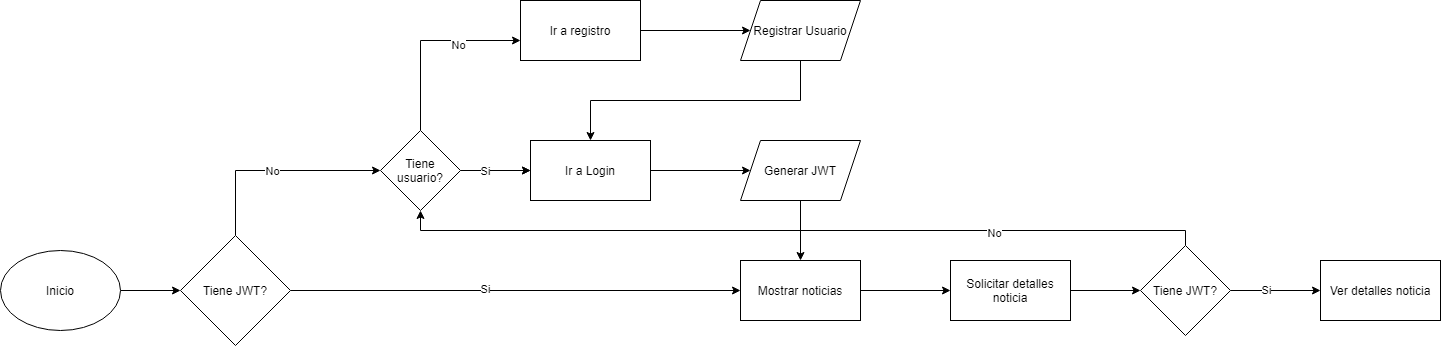 Ir a registro
Registrar Usuario
No
Tiene
usuario?
Si
Ir a Login
Generar JWT
No
No
Inicio
Tiene JWT?
Si
Mostrar noticias
Solicitar detalles
noticia
Tiene JWT?
Si
Ver detalles noticia